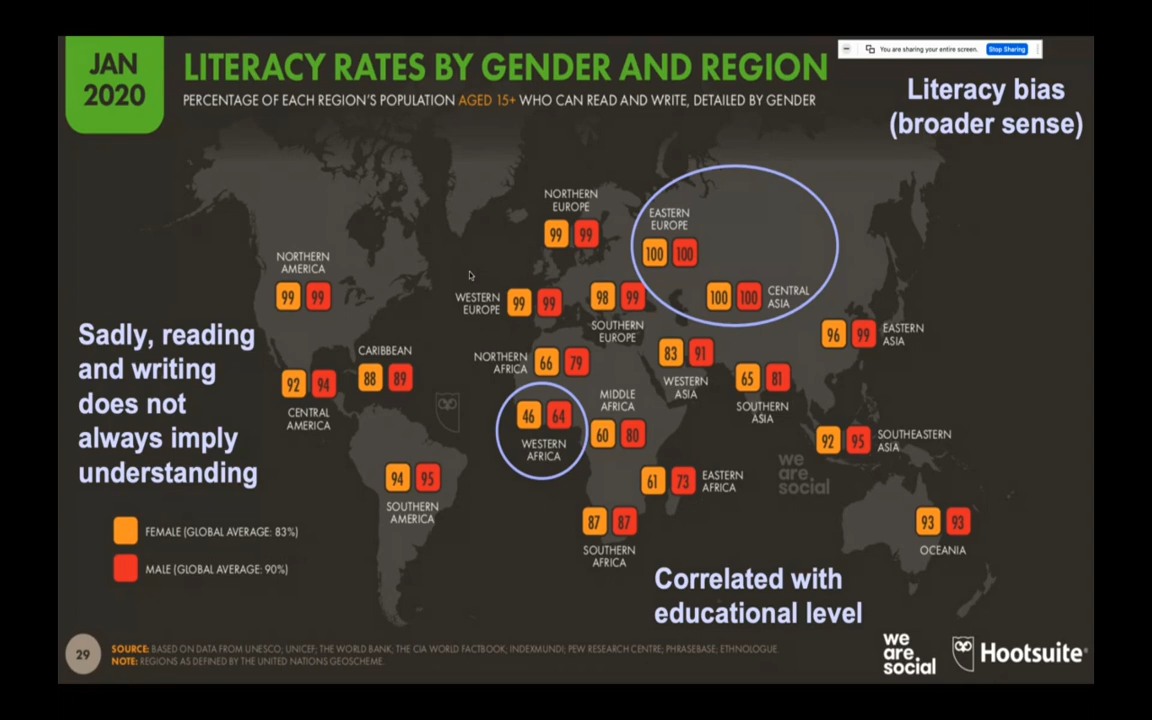 JAN
2020
LITERACY RATES BY GENDER AND REGION
PERCENTAGE OF EACH REGION'S POPULATION AGED 15+ WHO CAN READ AND WRITE, DETAILED BY GENDER
You are sharing your entire screen. Stop Sharing
Literacy bias
(broader sense)
NORTHERN
EUROPE
99 99
EASTERN
EUROPE
100 100
NORTHERN
AMERICA
99 99
WESTERN
EUROPE
99 99
98 99
SOUTHERN
EUROPE
100 100
CENTRAL
ASIA
96 99
EASTERN
ASIA
Sadly, reading
and writing
does not
always imply
understanding
CARIBBEAN
88 89
92 94
CENTRAL
AMERICA
NORTHERN
AFRICA
66 79
83 91
WESTERN
ASIA
65 81
SOUTHERN
ASIA
46 64
WESTERN
AFRICA
MIDDLE
AFRICA
60 80
92 95
SOUTHEASTERN
ASIA
we
are
social
94 95
SOUTHERN
AMERICA
61 73
EASTERN
AFRICA
87 87
SOUTHERN
AFRICA
93 93
OCEANIA
FEMALE (GLOBAL AVERAGE: 83%)
MALE (GLOBAL AVERAGE: 90%)
Correlated with
educational level
29
SOURCE: BASED ON DATA FROM UNESCO; UNICEF; THE WORLD BANK; THE CIA WORLD FACTBOOK; INDEXMUNDI; PEW RESEARCH CENTRE; PHRASEBASE; ETHNOLOGUE.
NOTE: REGIONS AS DEFINED BY THE UNITED NATIONS GEOSCHEME.
we
are
social
Hootsuite®